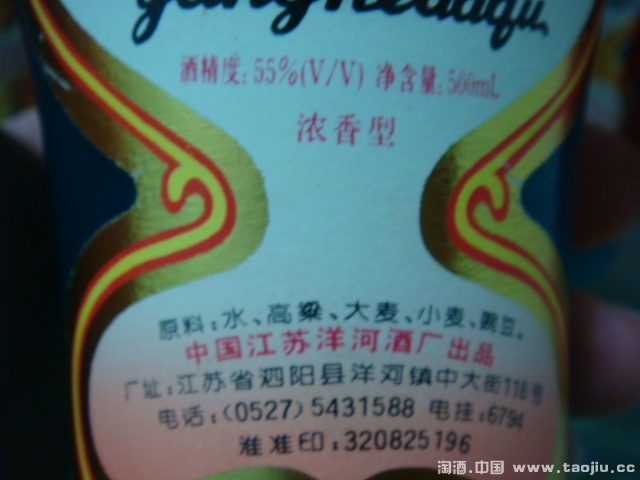 yanghedaqu
酒精度:55%(V/V) 净含量:500mL
浓香型
原料:水、高粱、大麦、小麦、豌豆。
中国江苏洋河酒厂出品
厂址:江苏省泗阳县洋河镇中大街118号
电话:(0527)5431588 电挂:6794
准准印:320825196
淘酒.中国 www.taojiu.cc